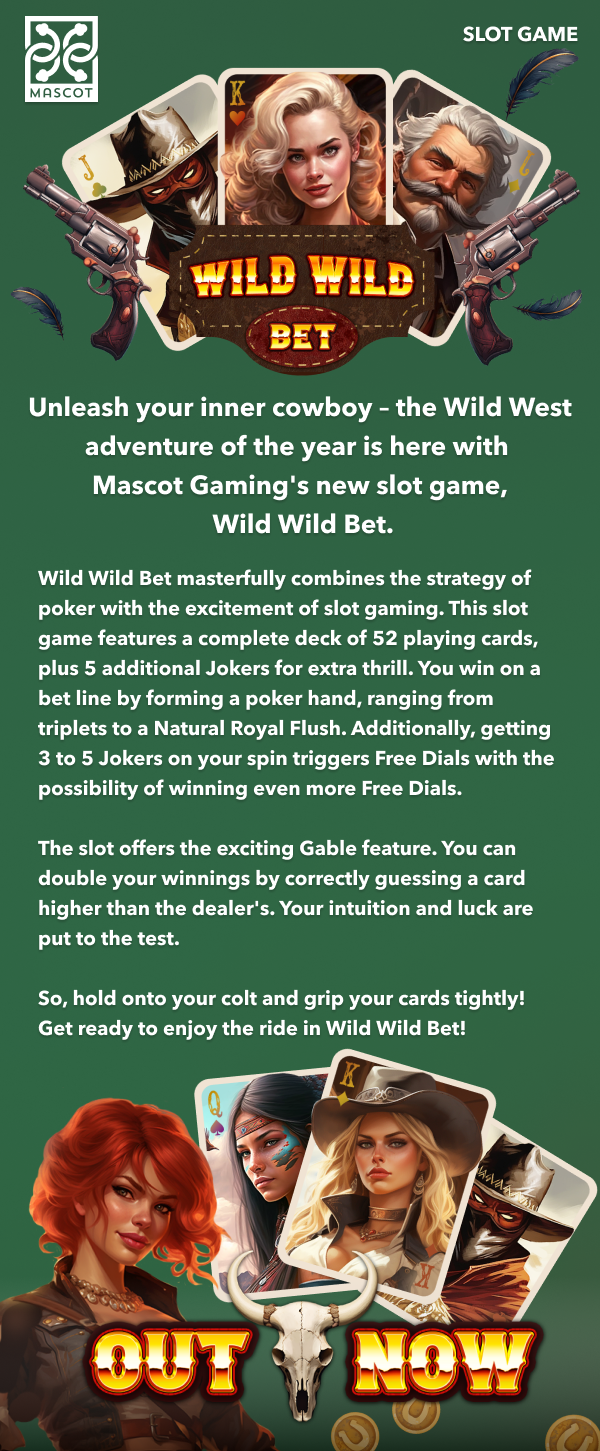 MASCOT
SLOT GAME
J
K
J
WILD WILD
BET
Unleash your inner cowboy – the Wild West
adventure of the year is here with
Mascot Gaming's new slot game,
Wild Wild Bet.
Wild Wild Bet masterfully combines the strategy of
poker with the excitement of slot gaming. This slot
game features a complete deck of 52 playing cards,
plus 5 additional Jokers for extra thrill. You win on a
bet line by forming a poker hand, ranging from
triplets to a Natural Royal Flush. Additionally, getting
3 to 5 Jokers on your spin triggers Free Dials with the
possibility of winning even more Free Dials.
The slot offers the exciting Gable feature. You can
double your winnings by correctly guessing a card
higher than the dealer's. Your intuition and luck are
put to the test.
So, hold onto your colt and grip your cards tightly!
Get ready to enjoy the ride in Wild Wild Bet!
Q
K
K
OUT NOW